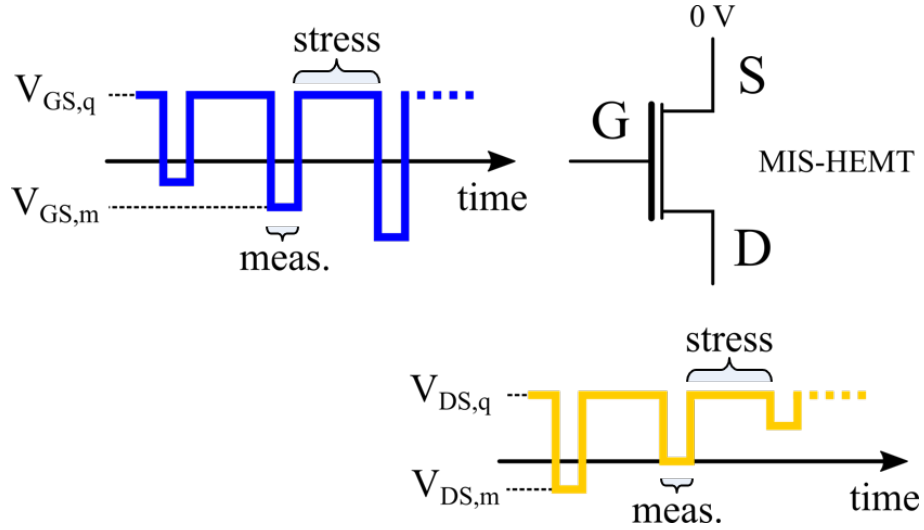 stress
V_GS,q
time
V_GS,m
meas.
0 V
S
G
MIS-HEMT
D
stress
V_DS,q
V_DS,m
time
meas.